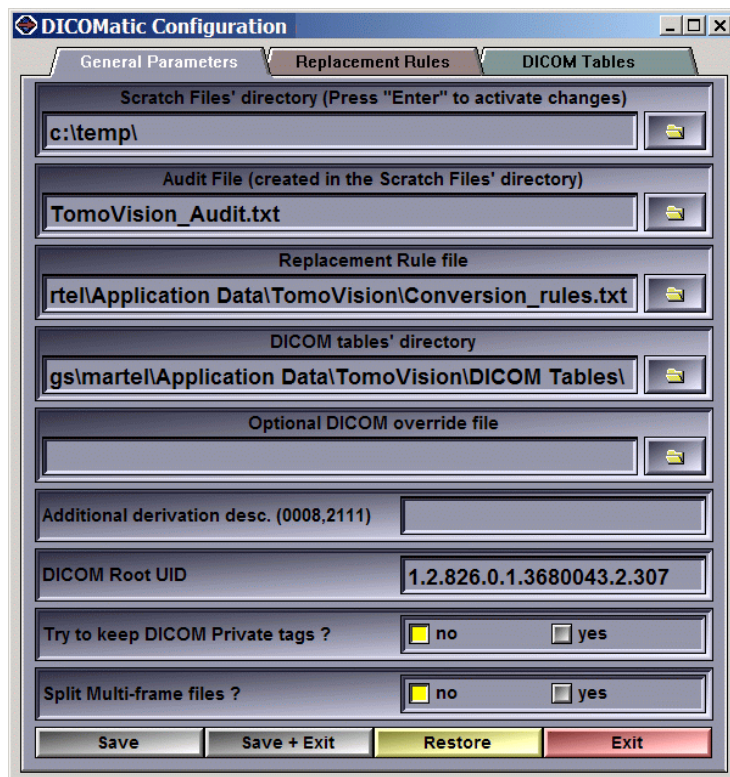 DICOMatic Configuration
General Parameters Replacement Rules DICOM Tables
Scratch Files' directory (Press "Enter" to activate changes)
c:\temp\
Audit File (created in the Scratch Files' directory)
TomoVision_Audit.txt
Replacement Rule file
rtel\Application Data\TomoVision\Conversion_rules.txt
DICOM tables' directory
gs\martel\Application Data\TomoVision\DICOM Tables\
Optional DICOM override file
Additional derivation desc. (0008,2111)
DICOM Root UID 1.2.826.0.1.3680043.2.307
Try to keep DICOM Private tags ? no yes
Split Multi-frame files ? no yes
Save Save + Exit Restore Exit